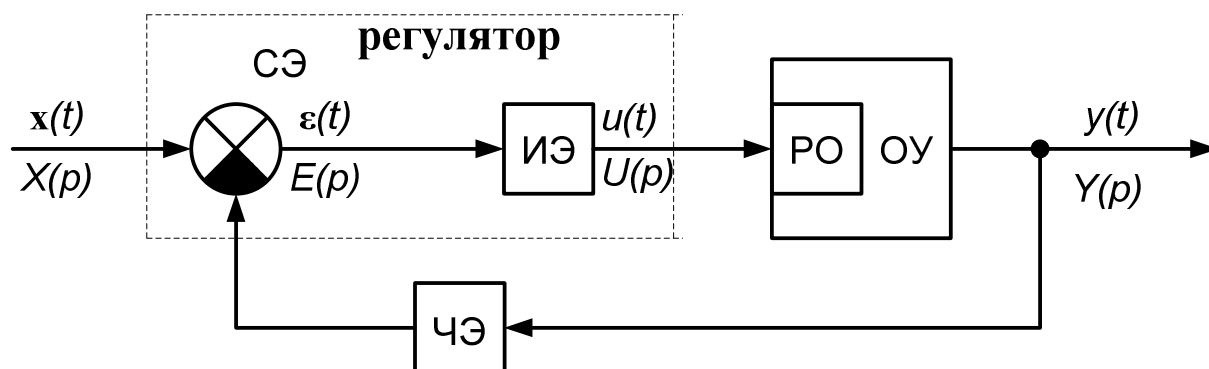 регулятор
СЭ
x(t)
X(p)
ε(t)
E(p)
ИЭ
u(t)
U(p)
РО
ОУ
y(t)
Y(p)
ЧЭ